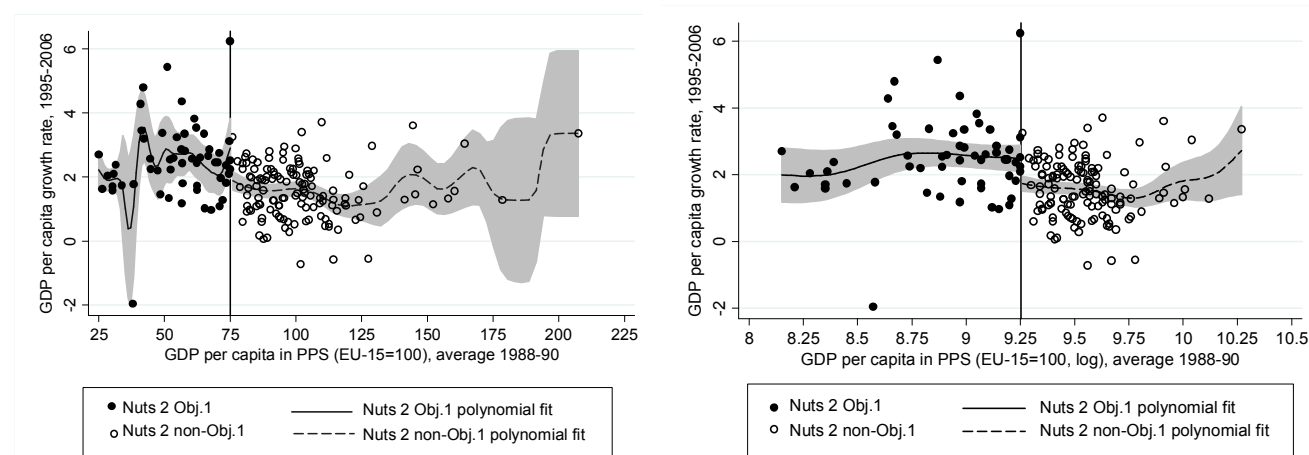 GDP per capita growth rate, 1995-2006
6
4
2
0
-2
25 50 75 100 125 150 175 200 225
GDP per capita in PPS (EU-15=100), average 1988-90
Nuts 2 Obj.1 Nuts 2 Obj.1 polynomial fit
Nuts 2 non-Obj.1 Nuts 2 non-Obj.1 polynomial fit
GDP per capita growth rate, 1995-2006
6
4
2
0
-2
8 8.25 8.5 8.75 9 9.25 9.5 9.75 10 10.25 10.5
GDP per capita in PPS (EU-15=100, log), average 1988-90
Nuts 2 Obj.1 Nuts 2 Obj.1 polynomial fit
Nuts 2 non-Obj.1 Nuts 2 non-Obj.1 polynomial fit